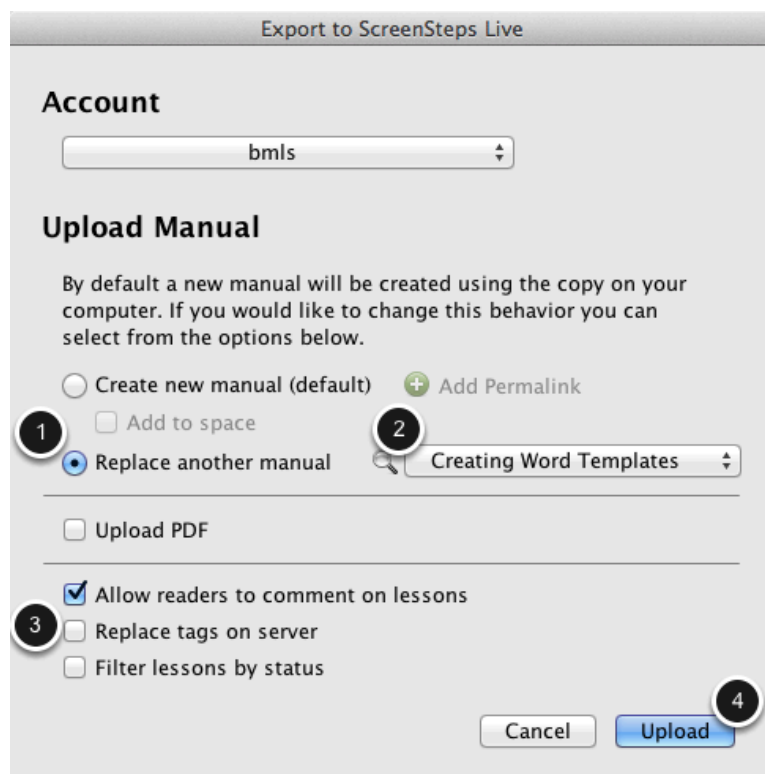 Export to ScreenSteps Live
Account
bmls
Upload Manual
By default a new manual will be created using the copy on your
computer. If you would like to change this behavior you can
select from the options below.
Create new manual (default) Add Permalink
Add to space
1 2
Replace another manual Creating Word Templates
Upload PDF
Allow readers to comment on lessons
3 Replace tags on server
Filter lessons by status
4
Cancel Upload